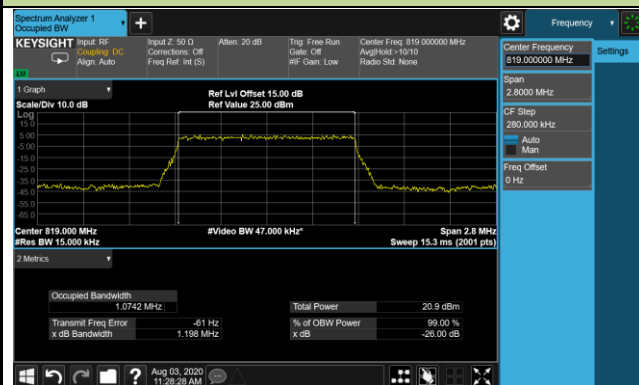 Spectrum Analyzer 1
Occupied BW
Frequency
KEYSIGHT
Input: RF
Coupling: DC
Align: Auto
Input Z: 50 Ω
Corrections: Off
Freq Ref: Int (S)
Atten: 20 dB
Trig: Free Run
Gate: Off
#IF Gain: Low
Center Freq: 819.000000 MHz
Avg|Hold:>10/10
Radio Std: None
LXI
Center Frequency
819.000000 MHz
Settings
Span
2.8000 MHz
CF Step
280.000 kHz
Auto
Man
Freq Offset
0 Hz
1 Graph
Scale/Div 10.0 dB
Ref Lvl Offset 15.00 dB
Ref Value 25.00 dBm
Log
15.0
5.00
-5.00
-15.0
-25.0
-35.0
-45.0
-55.0
-65.0
Center 819.000 MHz
#Res BW 15.000 kHz
#Video BW 47.000 kHz*
Span 2.8 MHz
Sweep 15.3 ms (2001 pts)
2 Metrics
Occupied Bandwidth
1.0742 MHz
Total Power 20.9 dBm
Transmit Freq Error -61 Hz
% of OBW Power 99.00 %
x dB Bandwidth 1.198 MHz
x dB -26.00 dB
?
Aug 03, 2020
11:28:28 AM